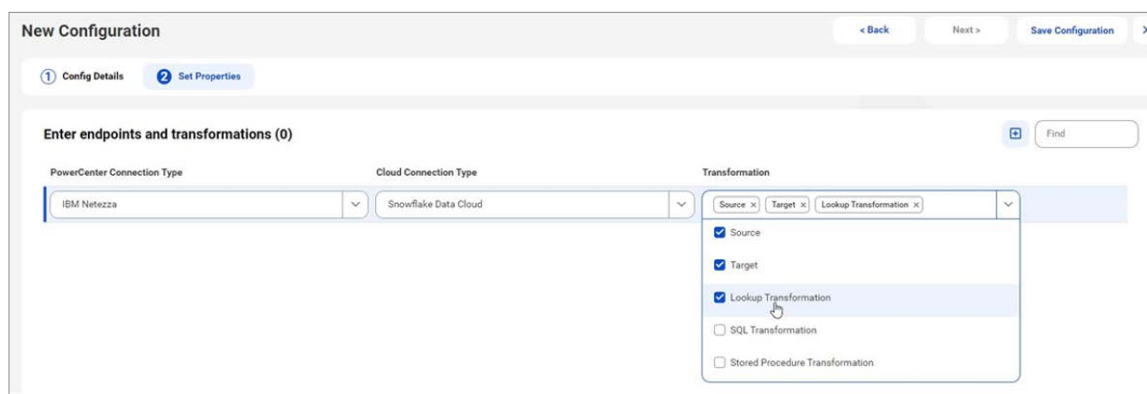 New Configuration
< Back
Next >
Save Configuration
1 Config Details
2 Set Properties
Enter endpoints and transformations (0)
Find
PowerCenter Connection Type
Cloud Connection Type
Transformation
IBM Netezza
Snowflake Data Cloud
Source × Target × Lookup Transformation ×
Source
Target
Lookup Transformation
SQL Transformation
Stored Procedure Transformation